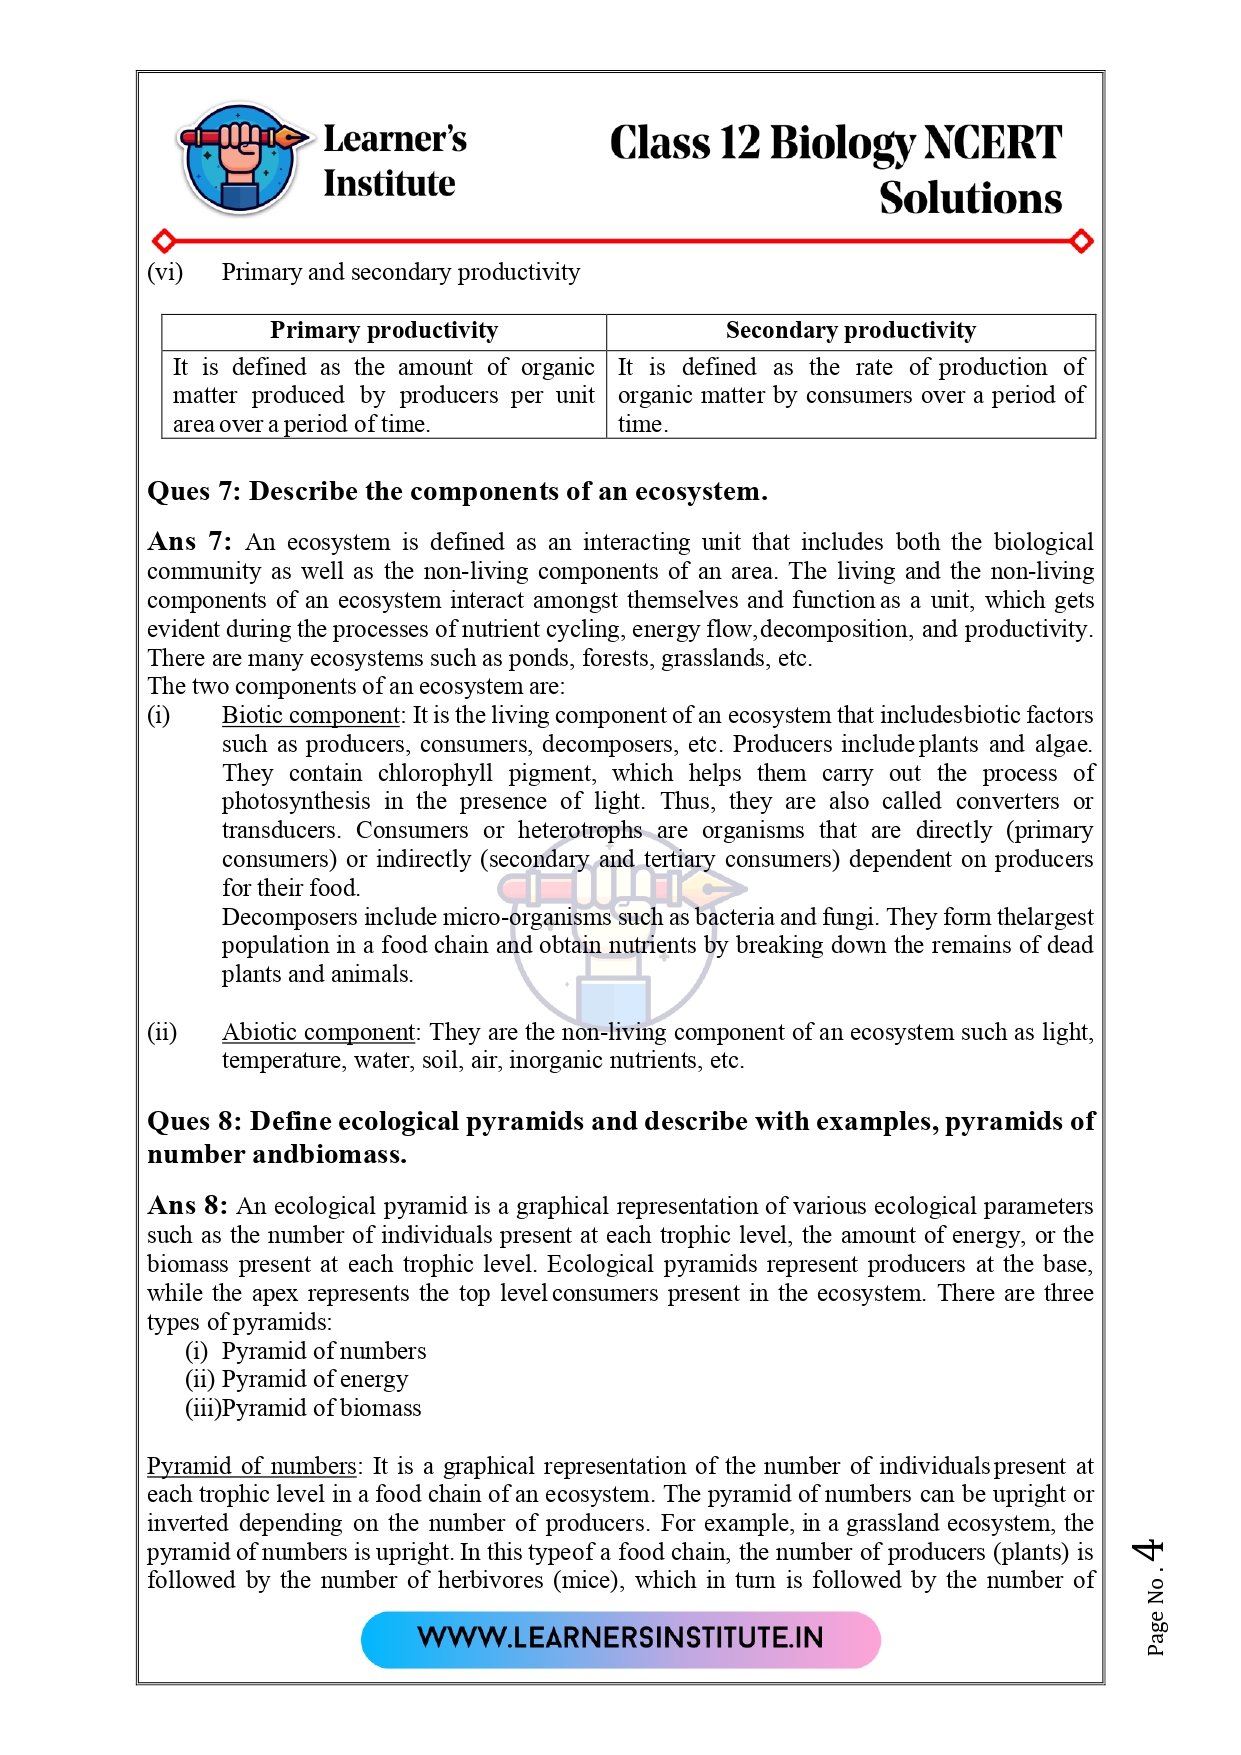 Learner's
Institute
Class 12 Biology NCERT
Solutions
(vi) Primary and secondary productivity
Primary productivity
Secondary productivity
It is defined as the amount of organic
matter produced by producers per unit
area over a period of time.
It is defined as the rate of production of
organic matter by consumers over a period of
time.
Ques 7: Describe the components of an ecosystem.
Ans 7: An ecosystem is defined as an interacting unit that includes both the biological
community as well as the non-living components of an area. The living and the non-living
components of an ecosystem interact amongst themselves and function as a unit, which gets
evident during the processes of nutrient cycling, energy flow,decomposition, and productivity.
There are many ecosystems such as ponds, forests, grasslands, etc.
The two components of an ecosystem are:
(i) Biotic component: It is the living component of an ecosystem that includesbiotic factors
such as producers, consumers, decomposers, etc. Producers include plants and algae.
They contain chlorophyll pigment, which helps them carry out the process of
photosynthesis in the presence of light. Thus, they are also called converters or
transducers. Consumers or heterotrophs are organisms that are directly (primary
consumers) or indirectly (secondary and tertiary consumers) dependent on producers
for their food.
Decomposers include micro-organisms such as bacteria and fungi. They form thelargest
population in a food chain and obtain nutrients by breaking down the remains of dead
plants and animals.
(ii) Abiotic component: They are the non-living component of an ecosystem such as light,
temperature, water, soil, air, inorganic nutrients, etc.
Ques 8: Define ecological pyramids and describe with examples, pyramids of
number andbiomass.
Ans 8: An ecological pyramid is a graphical representation of various ecological parameters
such as the number of individuals present at each trophic level, the amount of energy, or the
biomass present at each trophic level. Ecological pyramids represent producers at the base,
while the apex represents the top level consumers present in the ecosystem. There are three
types of pyramids:
(i) Pyramid of numbers
(ii) Pyramid of energy
(iii)Pyramid of biomass
Pyramid of numbers: It is a graphical representation of the number of individuals present at
each trophic level in a food chain of an ecosystem. The pyramid of numbers can be upright or
inverted depending on the number of producers. For example, in a grassland ecosystem, the
pyramid of numbers is upright. In this typeof a food chain, the number of producers (plants) is
followed by the number of herbivores (mice), which in turn is followed by the number of
WWW.LEARNERSINSTITUTE.IN
Page No. 4